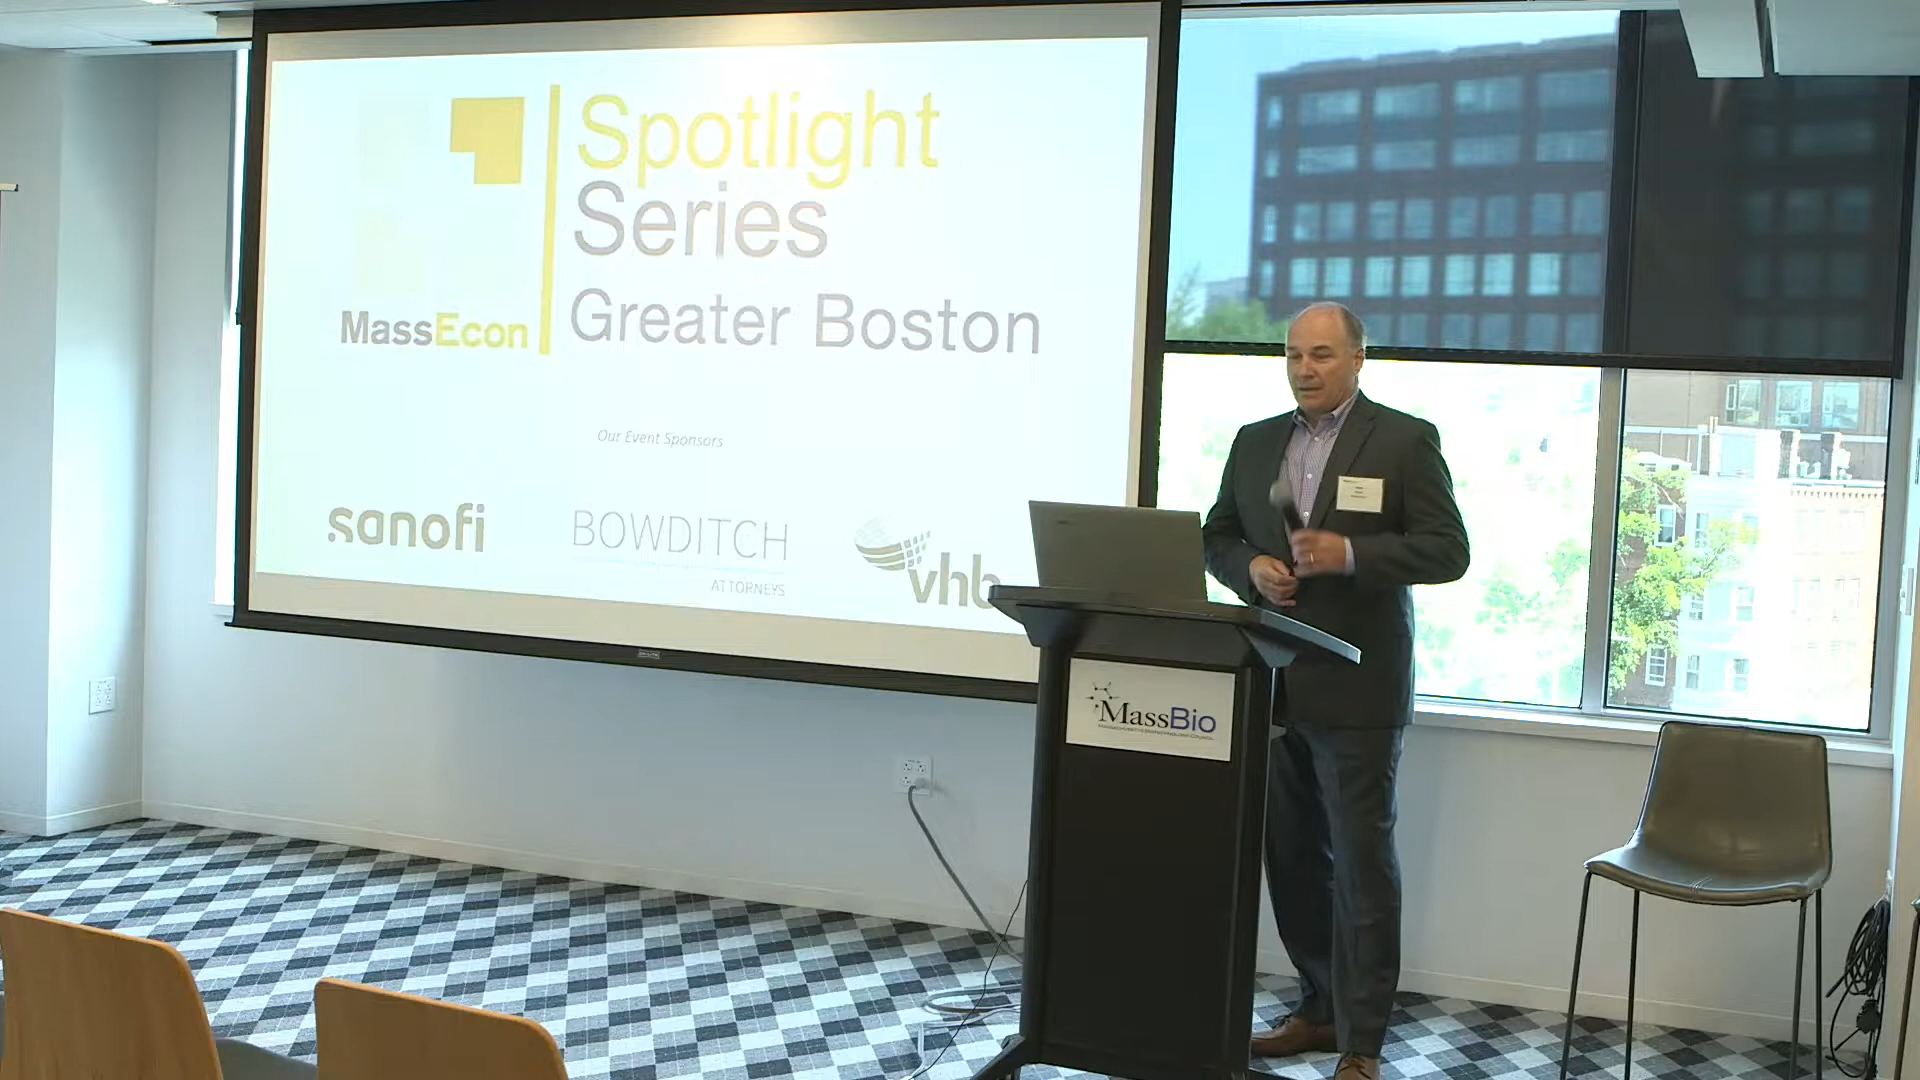 Spotlight
Series
Greater Boston
MassEcon
Our Event Sponsors
sanofi
BOWDITCH
ATTORNEYS
vhb
MassBio